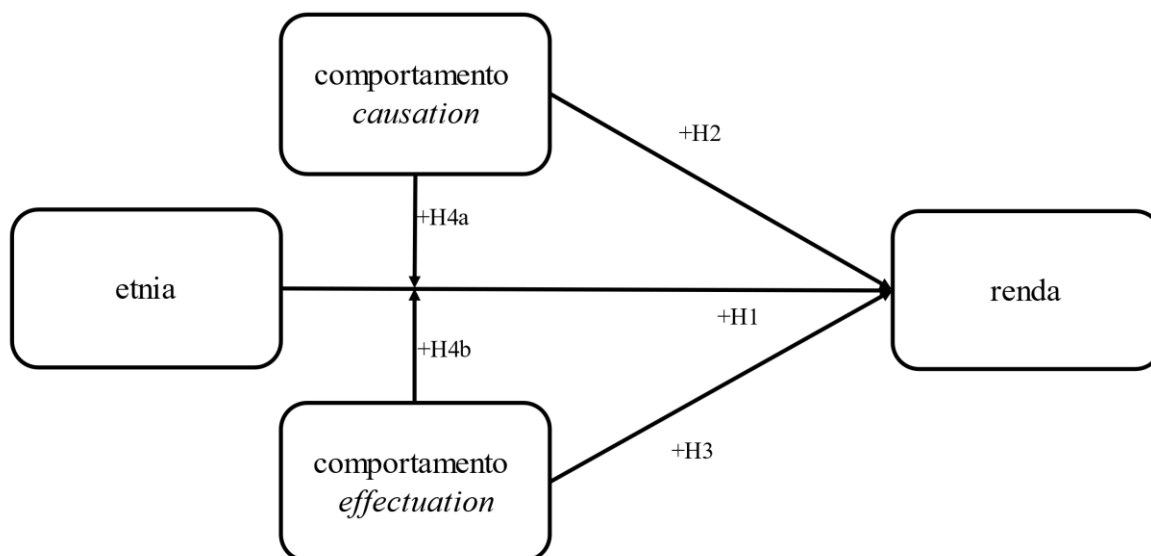 comportamento
causation
+H2
+H4a
etnia
renda
+H1
+H4b
comportamento
effectuation
+H3